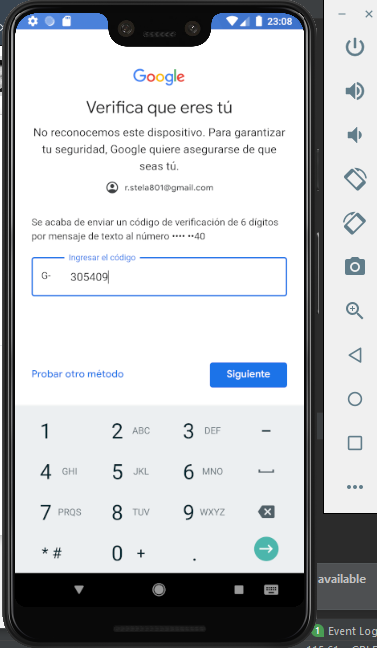 23:08
Google
Verifica que eres tú
No reconocemos este dispositivo. Para garantizar
tu seguridad, Google quiere asegurarse de que
seas tú.
r.stela801@gmail.com
Se acaba de enviar un código de verificación de 6 dígitos
por mensaje de texto al número •••• ••40
Ingresar el código
G- 305409
Probar otro método
Siguiente
1 2 ABC 3 DEF –
4 GHI 5 JKL 6 MNO
7 PQRS 8 TUV 9 WXYZ
* # 0 + .
available
1 Event Log